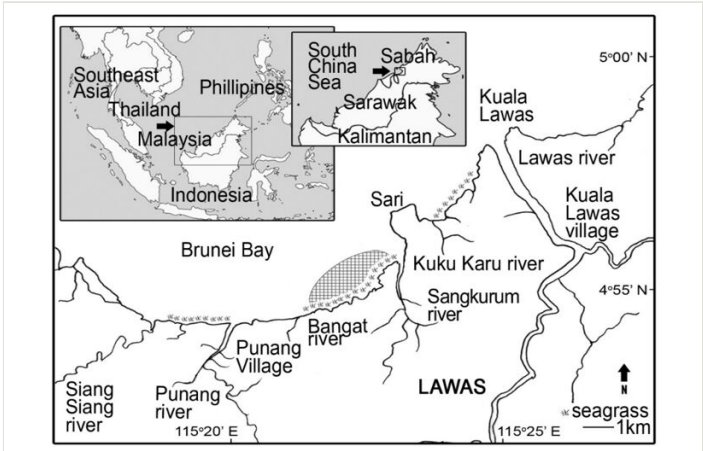 Southeast
Asia
Thailand
Malaysia
Phillipines
Indonesia
South
China
Sea
Sabah
Sarawak
Kalimantan
5°00' N
Kuala
Lawas
Lawas river
Kuala
Lawas
village
Sari
Brunei Bay
Kuku Karu river
4°55' N
Sangkurum
river
Bangat
river
Punang
Village
Siang
Siang
river
Punang
river
LAWAS
N
seagrass
1km
115°20' E
115°25' E